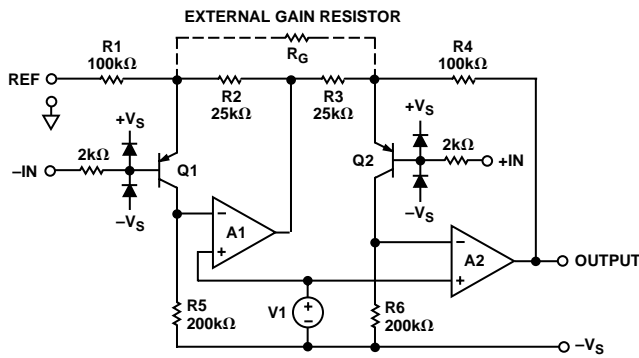 EXTERNAL GAIN RESISTOR
R1
100kΩ
RG
R4
100kΩ
REF
R2
25kΩ
R3
25kΩ
+VS
+VS
2kΩ
Q1
Q2
2kΩ
–IN
+IN
–VS
–VS
–
A1
+
–
A2
+
OUTPUT
R5
200kΩ
V1
+
–
R6
200kΩ
–VS